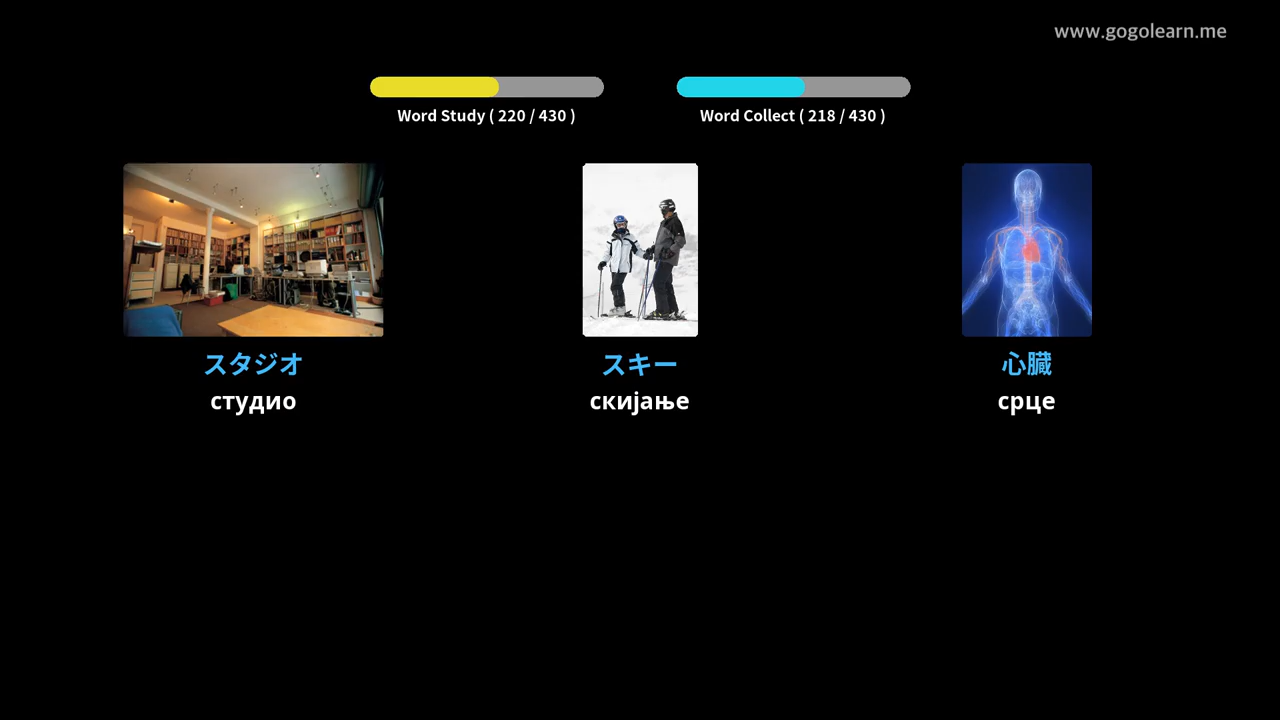 www.gogolearn.me
Word Study ( 220 / 430 )
Word Collect ( 218 / 430 )
スタジオ
студио
スキー
скијање
心臓
срце